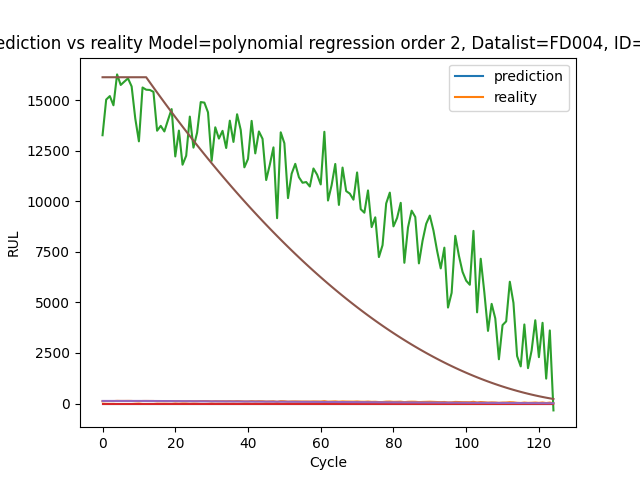 ediction vs reality Model=polynomial regression order 2, Datalist=FD004, ID=
prediction
reality
RUL
15000
12500
10000
7500
5000
2500
0
0 20 40 60 80 100 120
Cycle